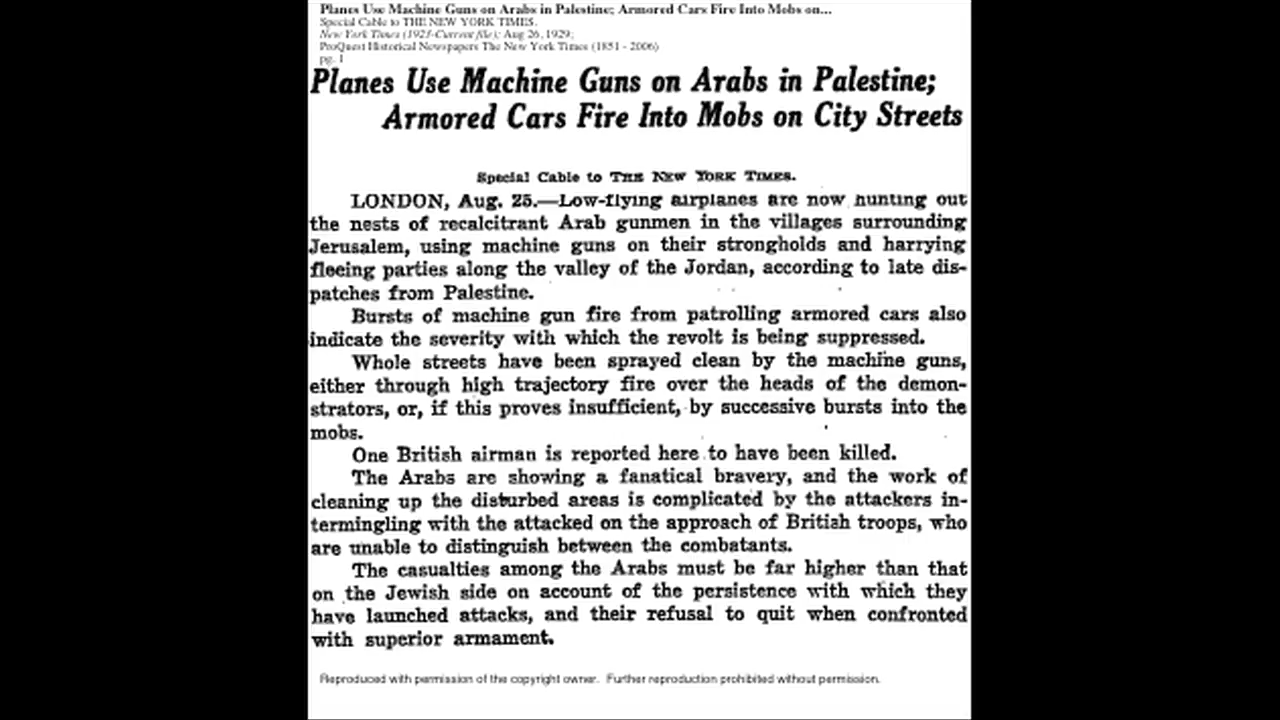 Planes Use Machine Guns on Arabs in Palestine; Armored Cars Fire Into Mobs on...
Special Cable to THE NEW YORK TIMES.
New York Times (1923-Current file); Aug 26, 1929;
ProQuest Historical Newspapers The New York Times (1851 - 2006)
pg. 1
Planes Use Machine Guns on Arabs in Palestine;
Armored Cars Fire Into Mobs on City Streets
Special Cable to THE NEW YORK TIMES.
LONDON, Aug. 25.—Low-flying airplanes are now hunting out
the nests of recalcitrant Arab gunmen in the villages surrounding
Jerusalem, using machine guns on their strongholds and harrying
fleeing parties along the valley of the Jordan, according to late dis-
patches from Palestine.
Bursts of machine gun fire from patrolling armored cars also
indicate the severity with which the revolt is being suppressed.
Whole streets have been sprayed clean by the machine guns,
either through high trajectory fire over the heads of the demon-
strators, or, if this proves insufficient, by successive bursts into the
mobs.
One British airman is reported here to have been killed.
The Arabs are showing a fanatical bravery, and the work of
cleaning up the disturbed areas is complicated by the attackers in-
termingling with the attacked on the approach of British troops, who
are unable to distinguish between the combatants.
The casualties among the Arabs must be far higher than that
on the Jewish side on account of the persistence with which they
have launched attacks, and their refusal to quit when confronted
with superior armament.
Reproduced with permission of the copyright owner. Further reproduction prohibited without permission.